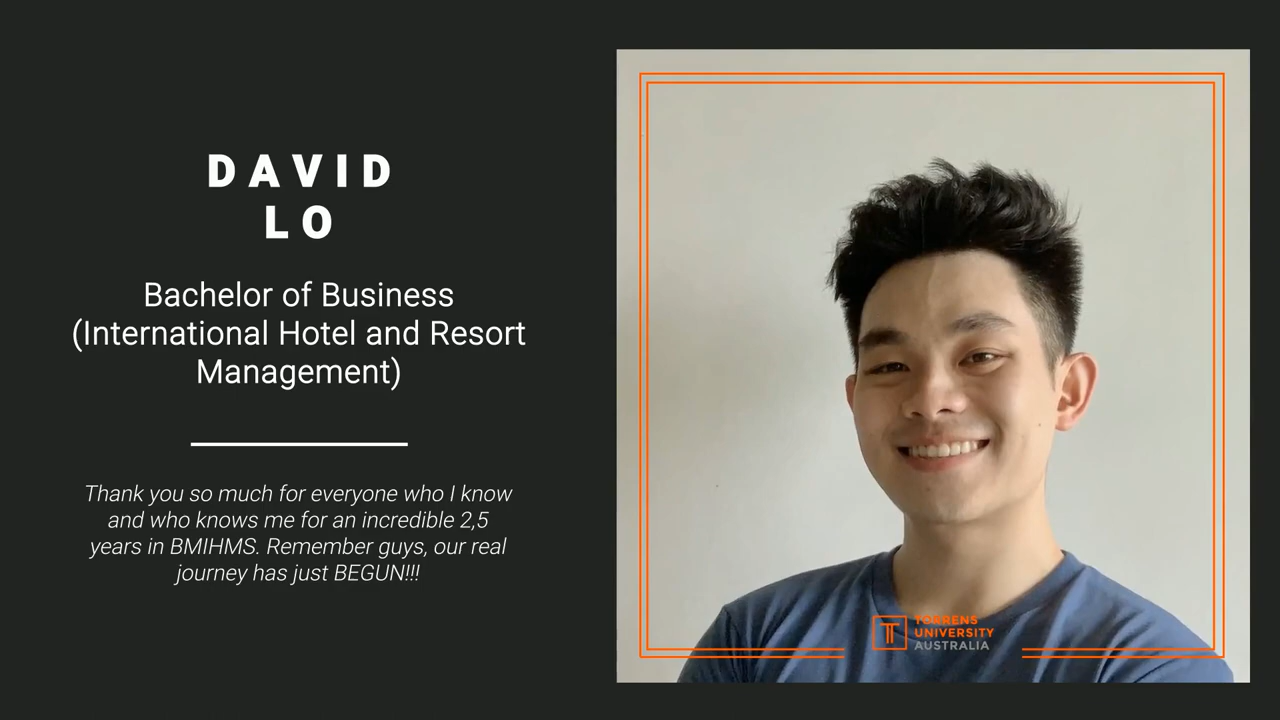 DAVID
LO
Bachelor of Business
(International Hotel and Resort
Management)
Thank you so much for everyone who I know
and who knows me for an incredible 2,5
years in BMIHMS. Remember guys, our real
journey has just BEGUN!!!
TORRENS
UNIVERSITY
AUSTRALIA